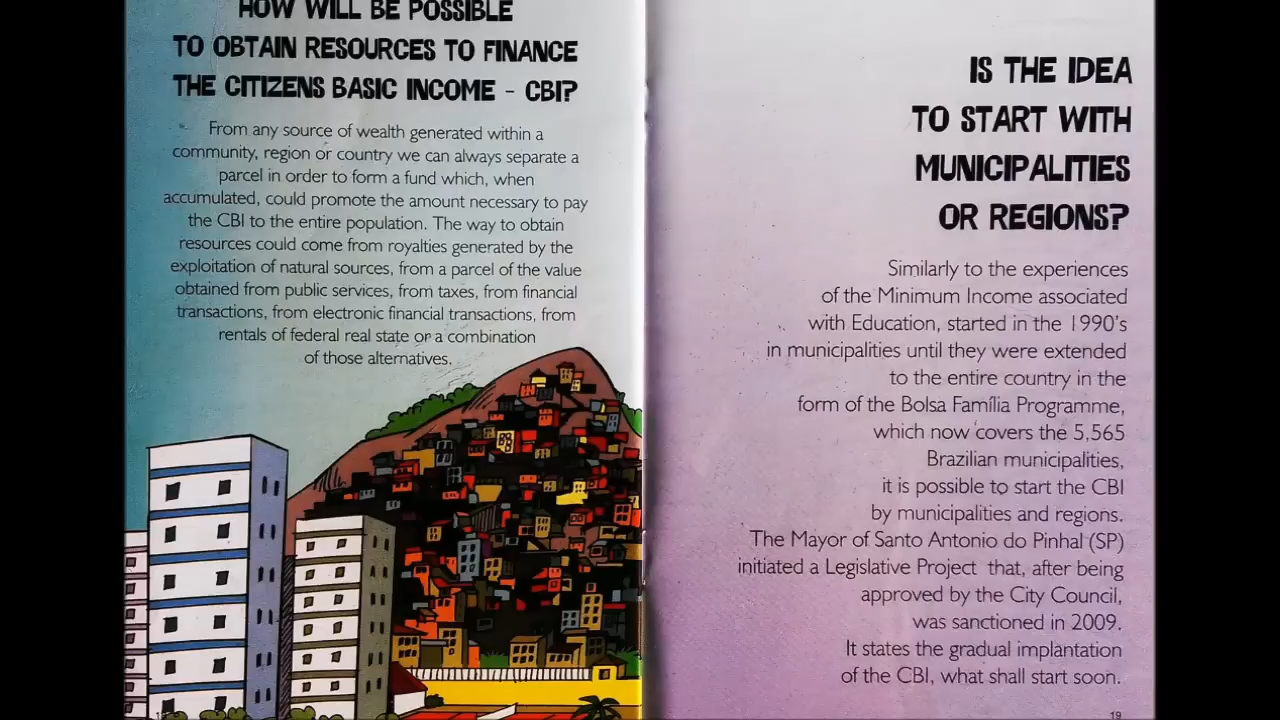 HOW WILL BE POSSIBLE
TO OBTAIN RESOURCES TO FINANCE
THE CITIZENS BASIC INCOME - CBI?
From any source of wealth generated within a
community, region or country we can always separate a
parcel in order to form a fund which, when
accumulated, could promote the amount necessary to pay
the CBI to the entire population. The way to obtain
resources could come from royalties generated by the
exploitation of natural sources, from a parcel of the value
obtained from public services, from taxes, from financial
transactions, from electronic financial transactions, from
rentals of federal real state or a combination
of those alternatives.
IS THE IDEA
TO START WITH
MUNICIPALITIES
OR REGIONS?
Similarly to the experiences
of the Minimum Income associated
with Education, started in the 1990's
in municipalities until they were extended
to the entire country in the
form of the Bolsa Família Programme,
which now covers the 5,565
Brazilian municipalities,
it is possible to start the CBI
by municipalities and regions.
The Mayor of Santo Antonio do Pinhal (SP)
initiated a Legislative Project that, after being
approved by the City Council,
was sanctioned in 2009.
It states the gradual implantation
of the CBI, what shall start soon.
19